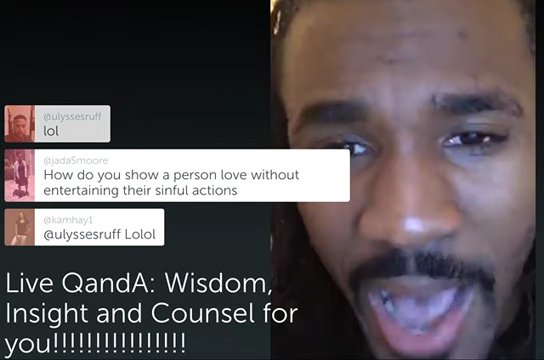 @ulyssesruff
lol
@jada5moore
How do you show a person love without
entertaining their sinful actions
@kamhay1
@ulyssesruff Lolol
Live QandA: Wisdom,
Insight and Counsel for
you!!!!!!!!!!!!!!!!